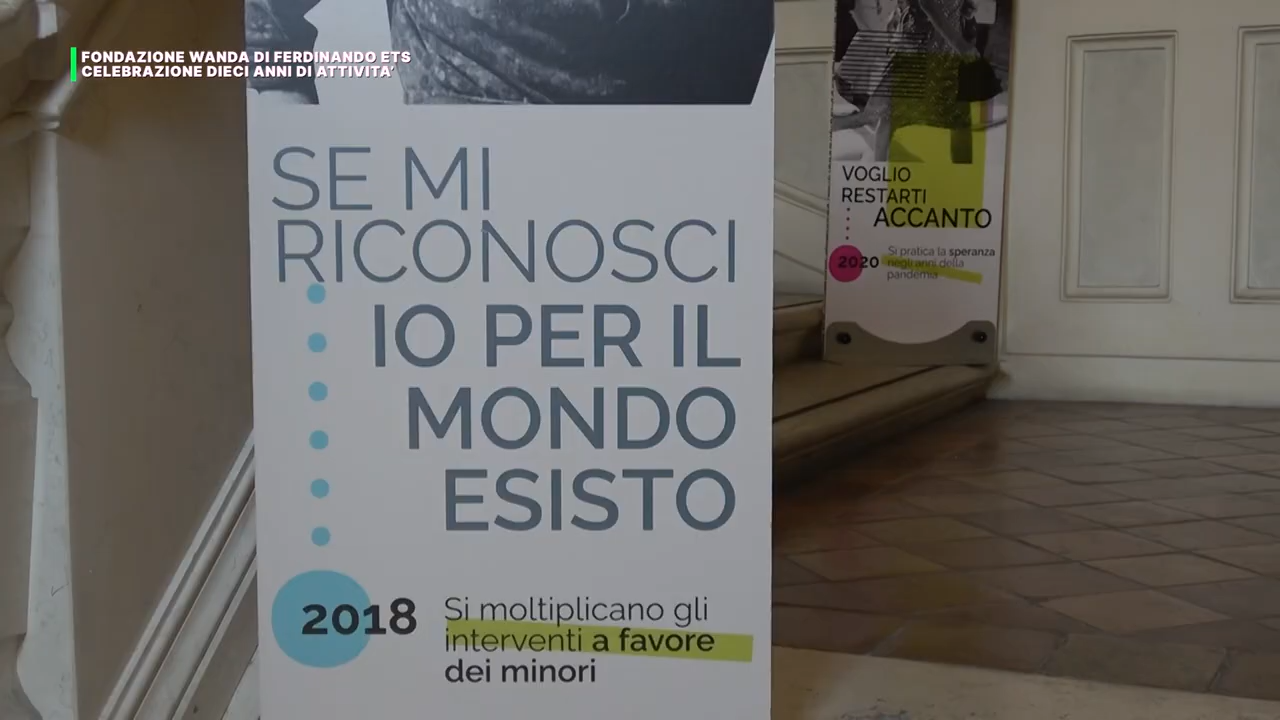 FONDAZIONE WANDA DI FERDINANDO ETS
CELEBRAZIONE DIECI ANNI DI ATTIVITA'
SE MI
RICONOSCI
IO PER IL
MONDO
ESISTO
2018
Si moltiplicano gli
interventi a favore
dei minori
VOGLIO
RESTARTI
ACCANTO
2020
Si pratica la speranza
negli anni della
pandemia